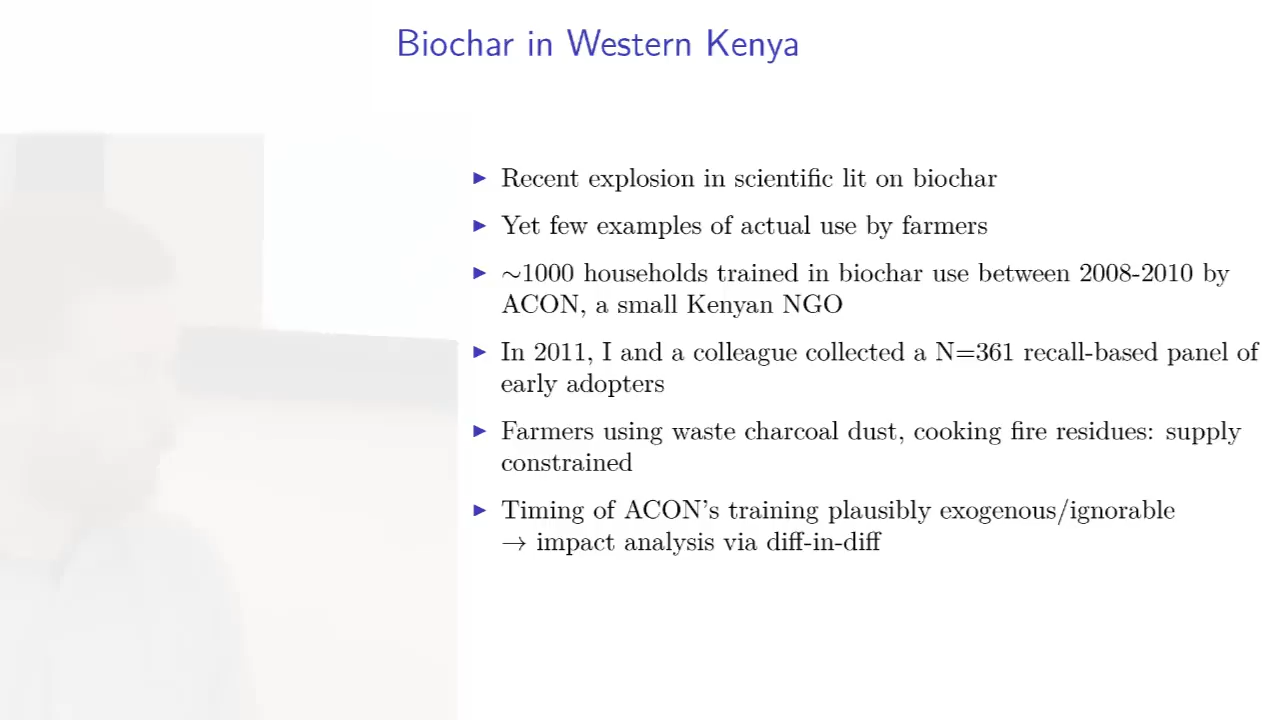 Biochar in Western Kenya
▶ Recent explosion in scientific lit on biochar
▶ Yet few examples of actual use by farmers
▶ ~1000 households trained in biochar use between 2008-2010 by
ACON, a small Kenyan NGO
▶ In 2011, I and a colleague collected a N=361 recall-based panel of
early adopters
▶ Farmers using waste charcoal dust, cooking fire residues: supply
constrained
▶ Timing of ACON's training plausibly exogenous/ignorable
→ impact analysis via diff-in-diff